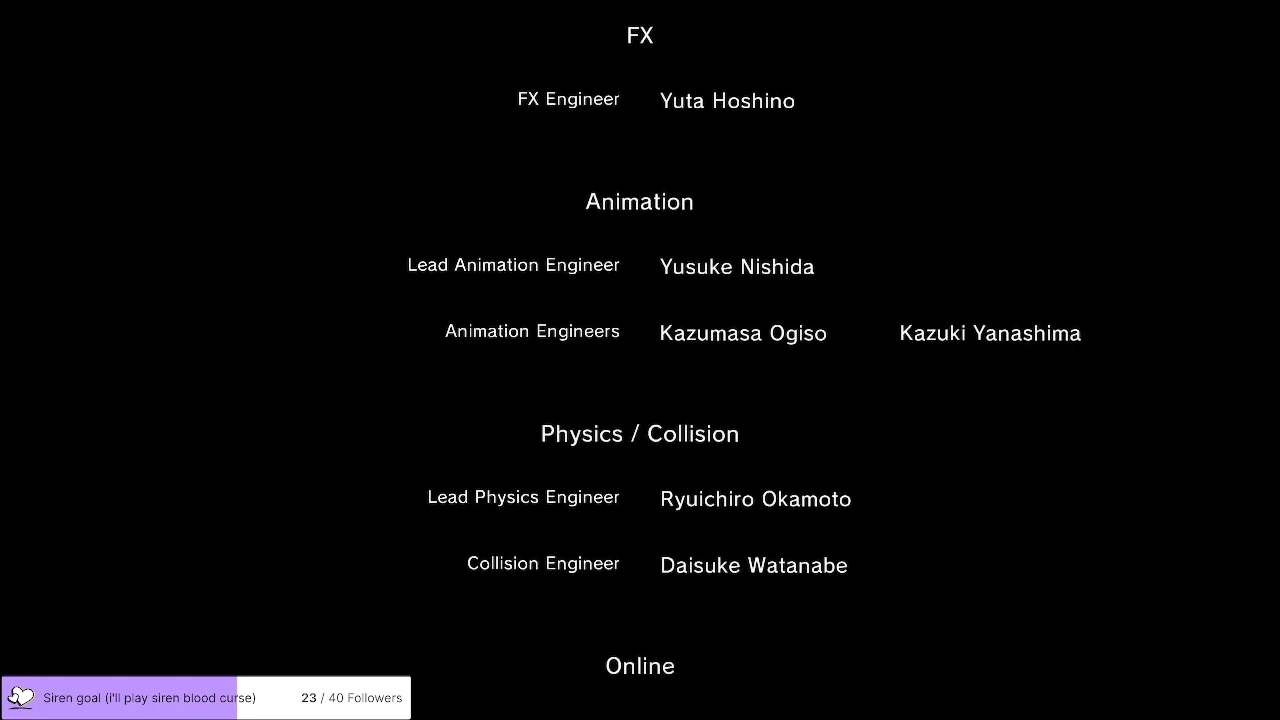 FX
FX Engineer Yuta Hoshino
Animation
Lead Animation Engineer Yusuke Nishida
Animation Engineers Kazumasa Ogiso Kazuki Yanashima
Physics / Collision
Lead Physics Engineer Ryuichiro Okamoto
Collision Engineer Daisuke Watanabe
Online
Siren goal (i'll play siren blood curse) 23 / 40 Followers